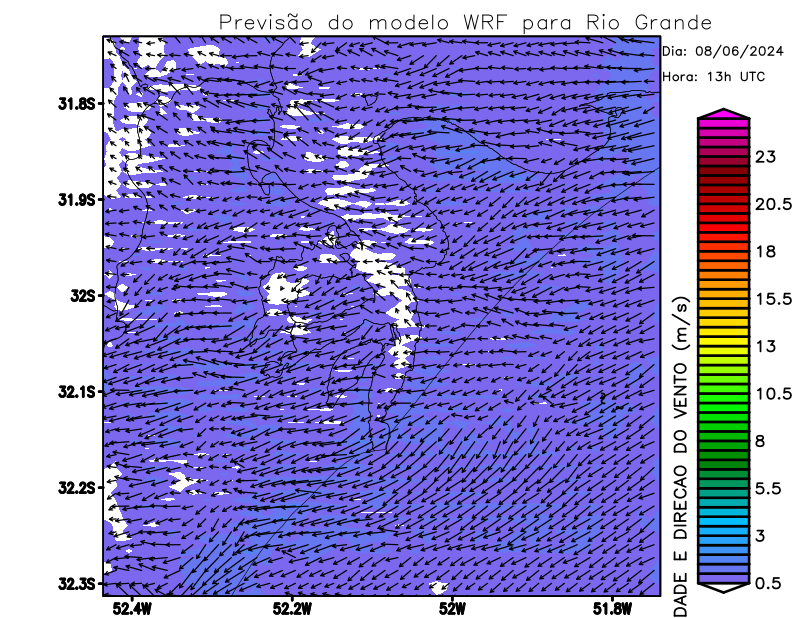 Previsão do modelo WRF para Rio Grande
Dia: 08/06/2024
Hora: 13h UTC
31.8S
31.9S
32S
32.1S
32.2S
32.3S
52.4W
52.2W
52W
51.8W
23
20.5
18
15.5
13
10.5
8
5.5
3
0.5
DADE E DIRECAO DO VENTO (m/s)